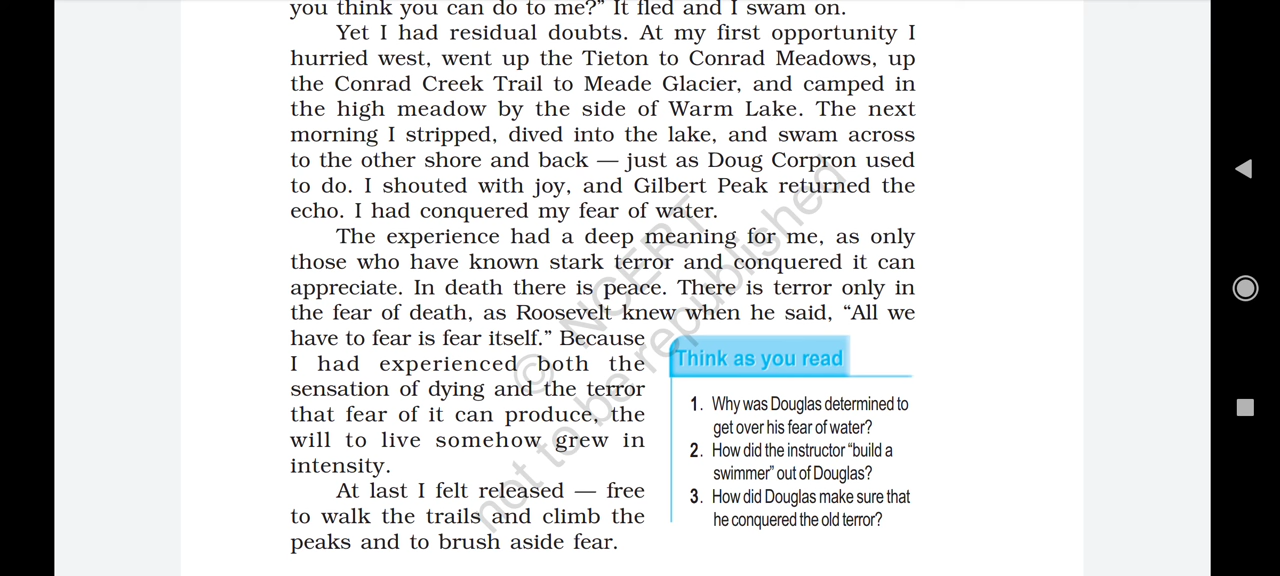 you think you can do to me?” It fled and I swam on.
Yet I had residual doubts. At my first opportunity I
hurried west, went up the Tieton to Conrad Meadows, up
the Conrad Creek Trail to Meade Glacier, and camped in
the high meadow by the side of Warm Lake. The next
morning I stripped, dived into the lake, and swam across
to the other shore and back — just as Doug Corpron used
to do. I shouted with joy, and Gilbert Peak returned the
echo. I had conquered my fear of water.
The experience had a deep meaning for me, as only
those who have known stark terror and conquered it can
appreciate. In death there is peace. There is terror only in
the fear of death, as Roosevelt knew when he said, “All we
have to fear is fear itself.” Because
I had experienced both the
sensation of dying and the terror
that fear of it can produce, the
will to live somehow grew in
intensity.
At last I felt released — free
to walk the trails and climb the
peaks and to brush aside fear.
Think as you read
1. Why was Douglas determined to
get over his fear of water?
2. How did the instructor “build a
swimmer” out of Douglas?
3. How did Douglas make sure that
he conquered the old terror?
© NCERT
not to be republished